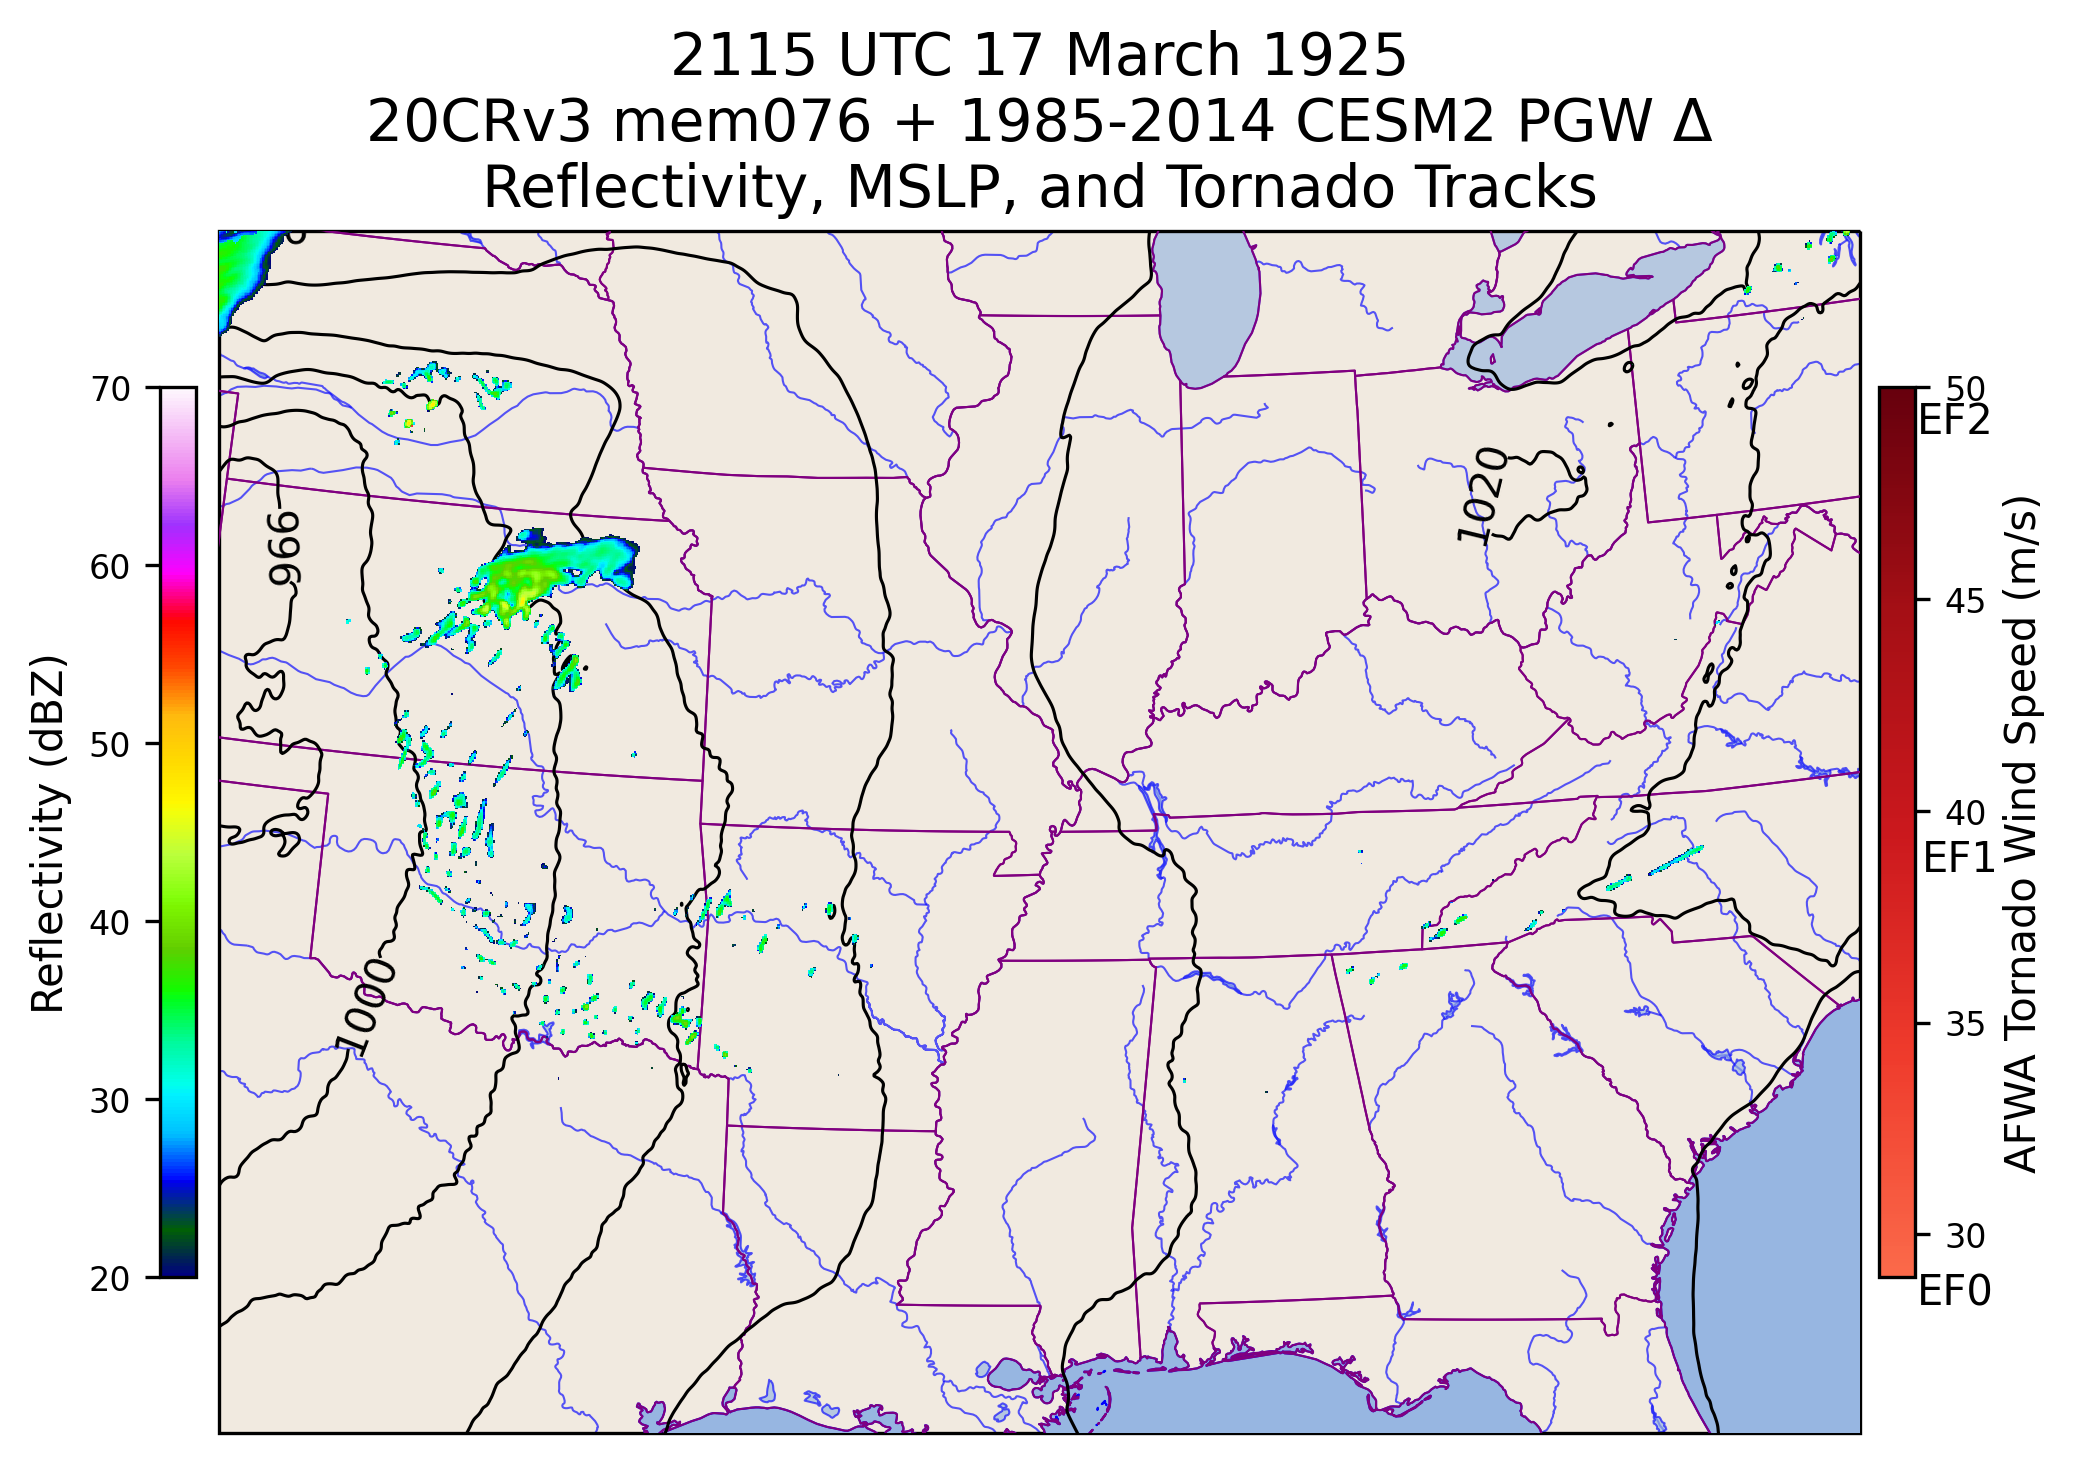 2115 UTC 17 March 1925
20CRv3 mem076 + 1985-2014 CESM2 PGW Δ
Reflectivity, MSLP, and Tornado Tracks
70
60
50
40
30
20
Reflectivity (dBZ)
996
1000
1020
50
EF2
45
40
EF1
35
30
EF0
AFWA Tornado Wind Speed (m/s)